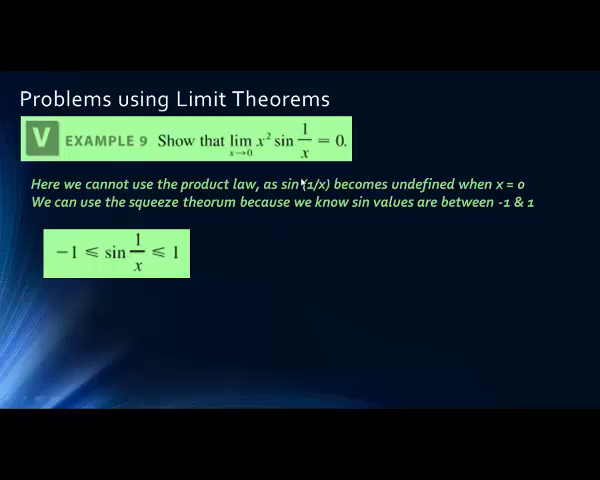 Problems using Limit Theorems
V EXAMPLE 9 Show that lim x→0 x² sin 1/x = 0.
Here we cannot use the product law, as sin (1/x) becomes undefined when x = 0
We can use the squeeze theorum because we know sin values are between -1 & 1
−1 ⩽ sin 1/x ⩽ 1